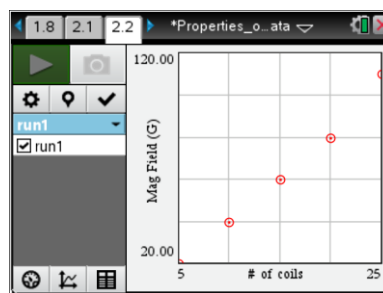 1.8 2.1 2.2 *Properties_o…ata
run1
run1
120.00
Mag Field (G)
20.00
5 # of coils 25